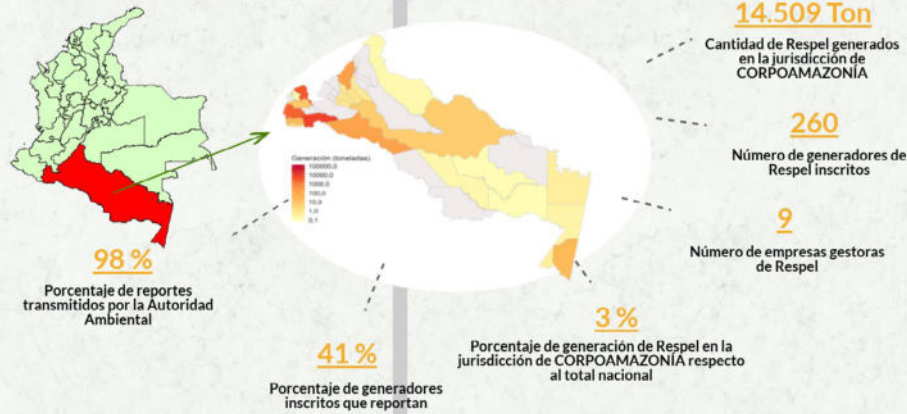 14.509 Ton
Cantidad de Respel generados
en la jurisdicción de
CORPOAMAZONÍA
260
Número de generadores de
Respel inscritos
9
Número de empresas gestoras
de Respel
3 %
Porcentaje de generación de Respel en la
jurisdicción de CORPOAMAZONÍA respecto
al total nacional
41 %
Porcentaje de generadores
inscritos que reportan
98 %
Porcentaje de reportes
transmitidos por la Autoridad
Ambiental
Generación (toneladas)
100000,0
10000,0
1000,0
100,0
10,0
1,0
0,1